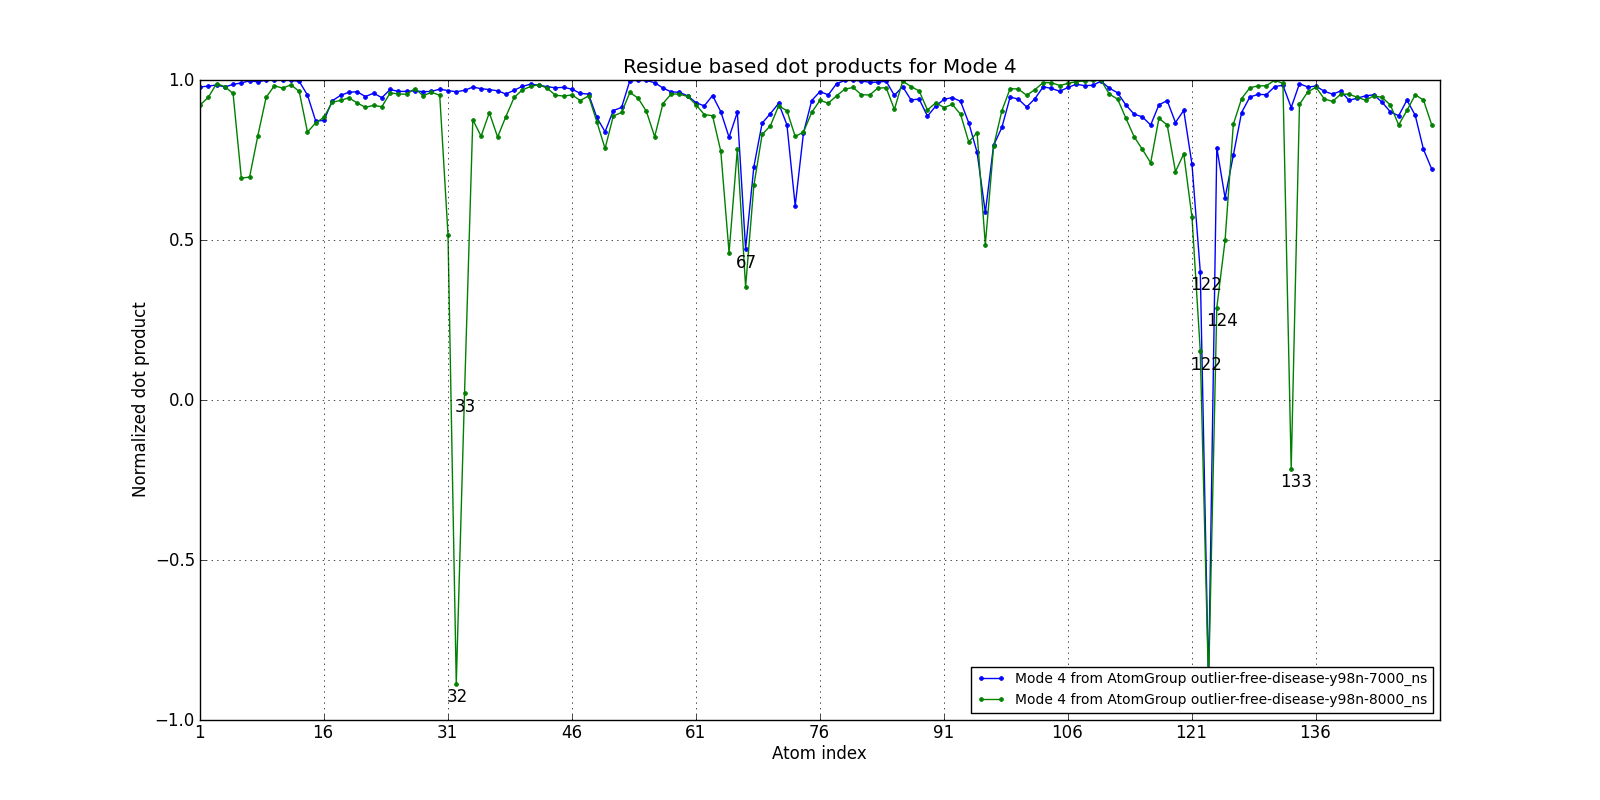 Residue based dot products for Mode 4
Normalized dot product
1.0
0.5
0.0
−0.5
−1.0
67
122
124
122
33
133
32
Mode 4 from AtomGroup outlier-free-disease-y98n-7000_ns
Mode 4 from AtomGroup outlier-free-disease-y98n-8000_ns
1 16 31 46 61 76 91 106 121 136
Atom index